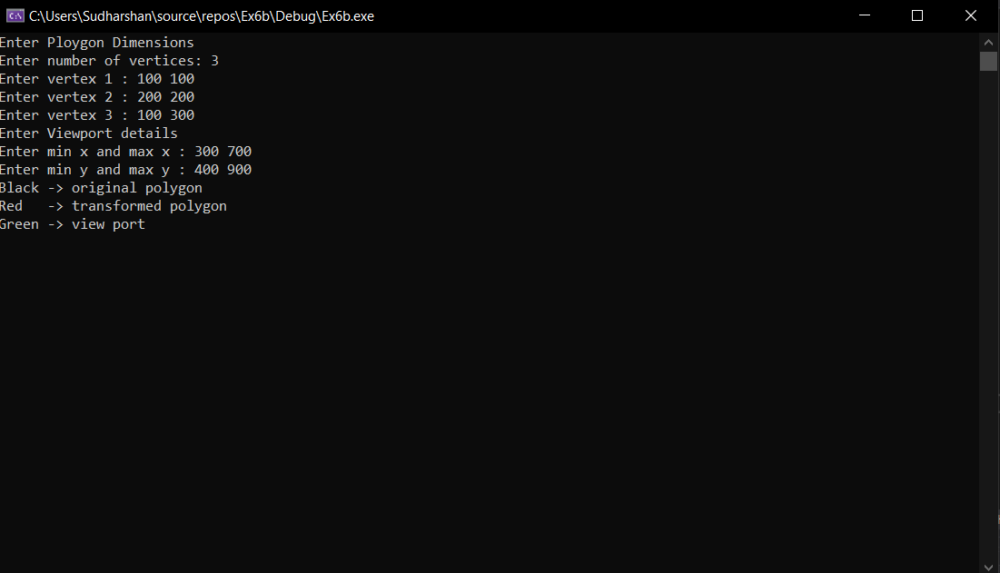 C:\Users\Sudharshan\source\repos\Ex6b\Debug\Ex6b.exe
Enter Ploygon Dimensions
Enter number of vertices: 3
Enter vertex 1 : 100 100
Enter vertex 2 : 200 200
Enter vertex 3 : 100 300
Enter Viewport details
Enter min x and max x : 300 700
Enter min y and max y : 400 900
Black -> original polygon
Red   -> transformed polygon
Green -> view port